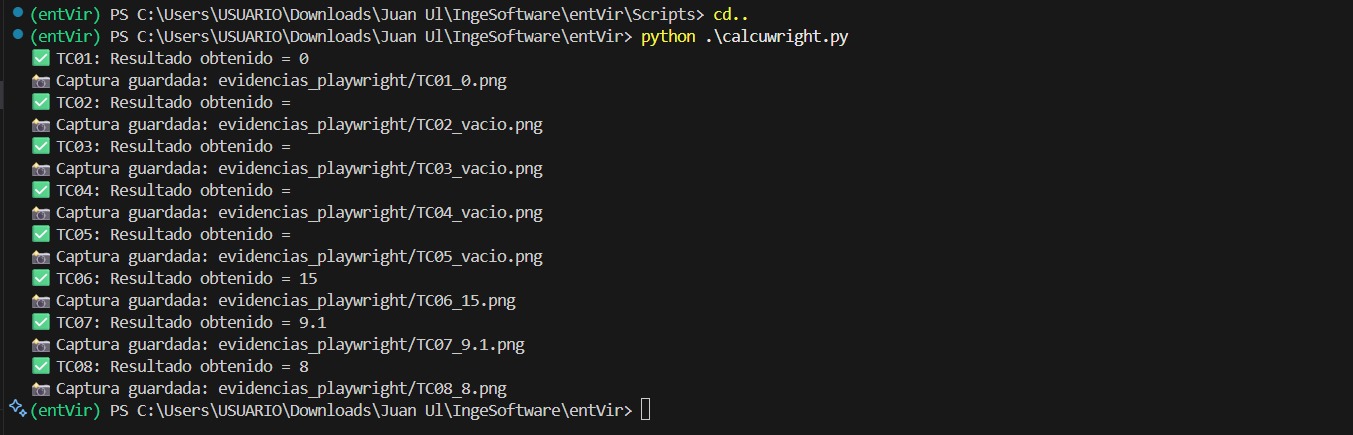 (entVir) PS C:\Users\USUARIO\Downloads\Juan Ul\IngeSoftware\entVir\Scripts> cd..
(entVir) PS C:\Users\USUARIO\Downloads\Juan Ul\IngeSoftware\entVir> python .\calcuwright.py
✅ TC01: Resultado obtenido = 0
📸 Captura guardada: evidencias_playwright/TC01_0.png
✅ TC02: Resultado obtenido =
📸 Captura guardada: evidencias_playwright/TC02_vacio.png
✅ TC03: Resultado obtenido =
📸 Captura guardada: evidencias_playwright/TC03_vacio.png
✅ TC04: Resultado obtenido =
📸 Captura guardada: evidencias_playwright/TC04_vacio.png
✅ TC05: Resultado obtenido =
📸 Captura guardada: evidencias_playwright/TC05_vacio.png
✅ TC06: Resultado obtenido = 15
📸 Captura guardada: evidencias_playwright/TC06_15.png
✅ TC07: Resultado obtenido = 9.1
📸 Captura guardada: evidencias_playwright/TC07_9.1.png
✅ TC08: Resultado obtenido = 8
📸 Captura guardada: evidencias_playwright/TC08_8.png
(entVir) PS C:\Users\USUARIO\Downloads\Juan Ul\IngeSoftware\entVir>